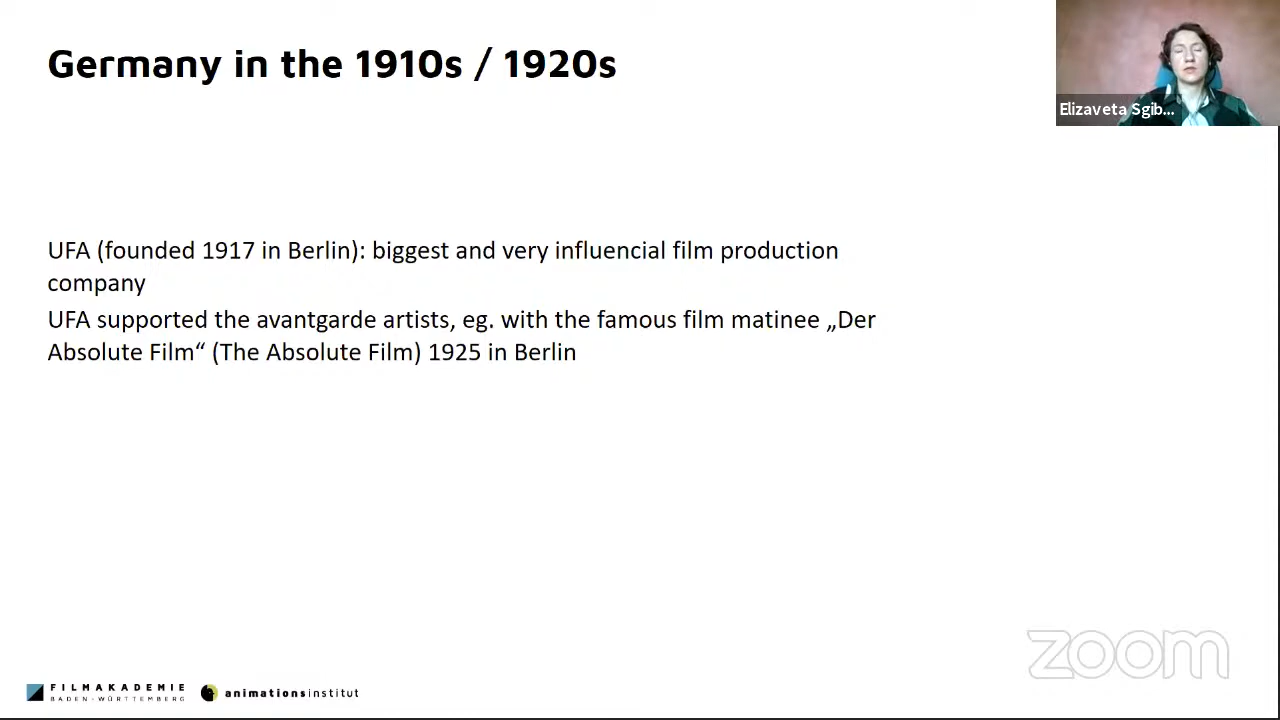 Germany in the 1910s / 1920s
Elizaveta Sgib...
UFA (founded 1917 in Berlin): biggest and very influencial film production
company
UFA supported the avantgarde artists, eg. with the famous film matinee „Der
Absolute Film“ (The Absolute Film) 1925 in Berlin
zoom
FILMAKADEMIE
BADEN-WÜRTTEMBERG
animationsinstitut